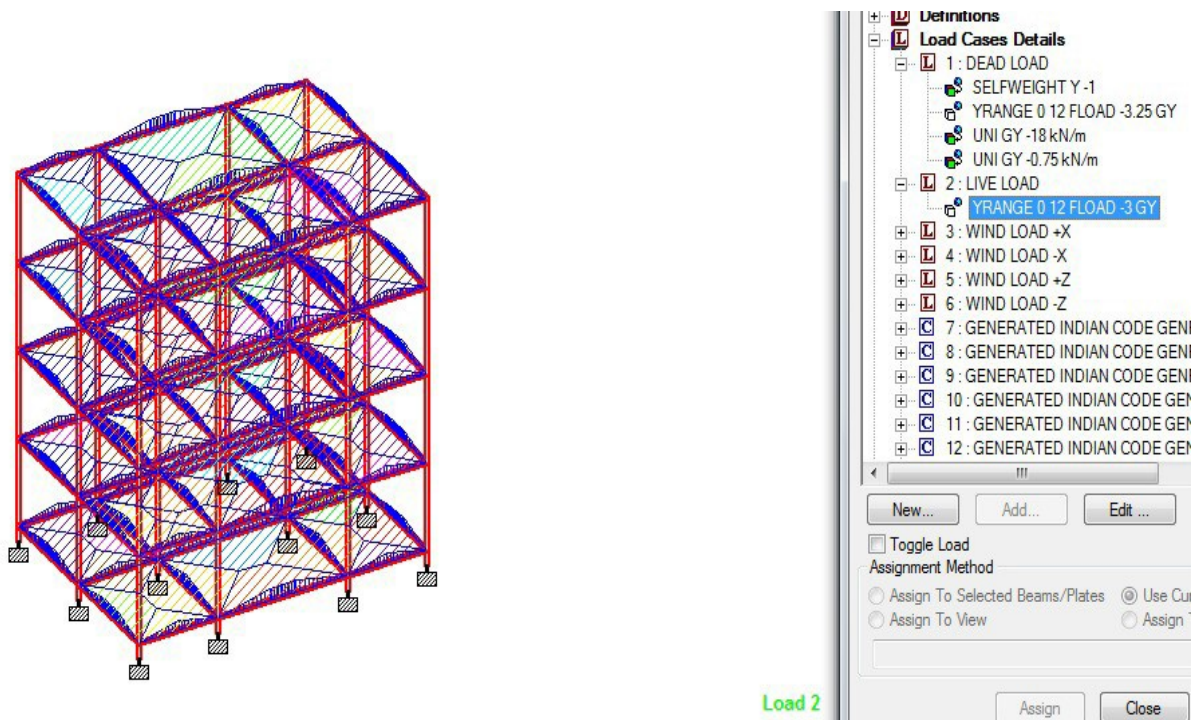 Definitions
Load Cases Details
1 : DEAD LOAD
SELFWEIGHT Y -1
YRANGE 0 12 FLOAD -3.25 GY
UNI GY -18 kN/m
UNI GY -0.75 kN/m
2 : LIVE LOAD
YRANGE 0 12 FLOAD -3 GY
3 : WIND LOAD +X
4 : WIND LOAD -X
5 : WIND LOAD +Z
6 : WIND LOAD -Z
7 : GENERATED INDIAN CODE GEN
8 : GENERATED INDIAN CODE GEN
9 : GENERATED INDIAN CODE GEN
10 : GENERATED INDIAN CODE GEN
11 : GENERATED INDIAN CODE GEN
12 : GENERATED INDIAN CODE GEN
New... Add... Edit ...
Toggle Load
Assignment Method
Assign To Selected Beams/Plates Use Cu
Assign To View Assign
Load 2
Assign Close